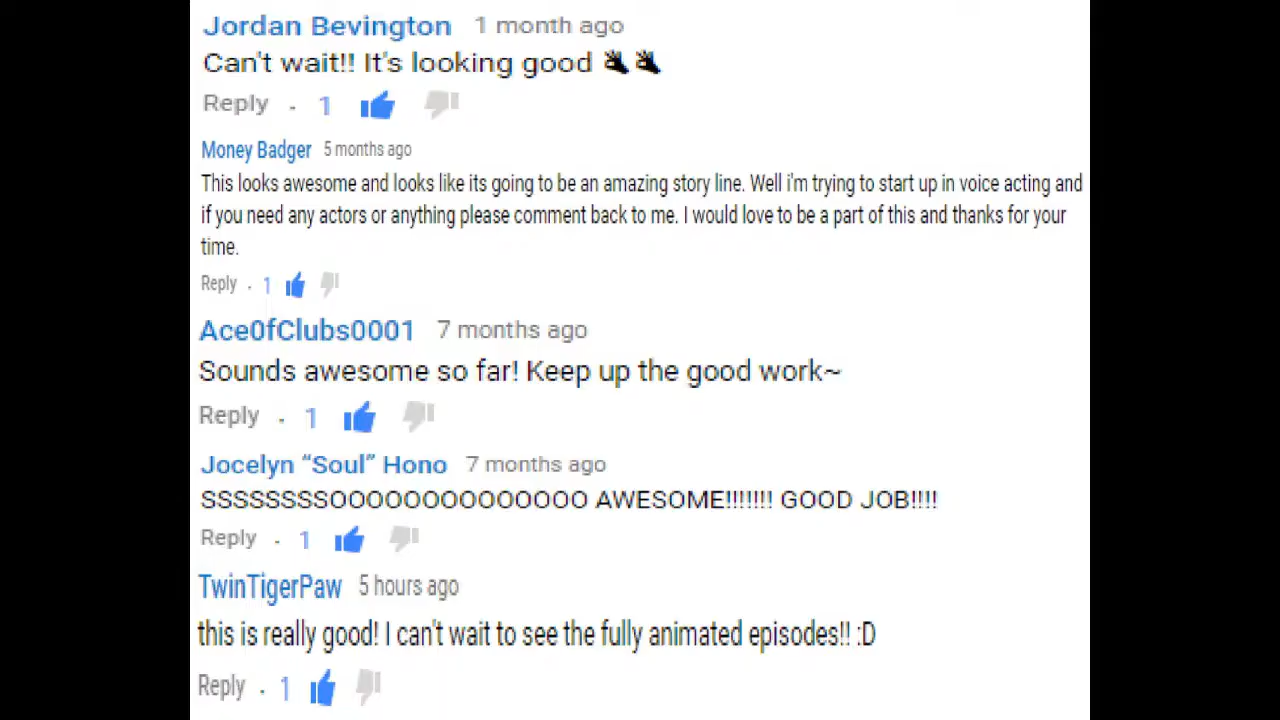 Jordan Bevington 1 month ago
Can't wait!! It's looking good
Reply . 1
Money Badger 5 months ago
This looks awesome and looks like its going to be an amazing story line. Well i'm trying to start up in voice acting and
if you need any actors or anything please comment back to me. I would love to be a part of this and thanks for your
time.
Reply . 1
Ace0fClubs0001 7 months ago
Sounds awesome so far! Keep up the good work~
Reply . 1
Jocelyn “Soul” Hono 7 months ago
SSSSSSSSOOOOOOOOOOOOOO AWESOME!!!!!!! GOOD JOB!!!!
Reply . 1
TwinTigerPaw 5 hours ago
this is really good! I can't wait to see the fully animated episodes!! :D
Reply . 1